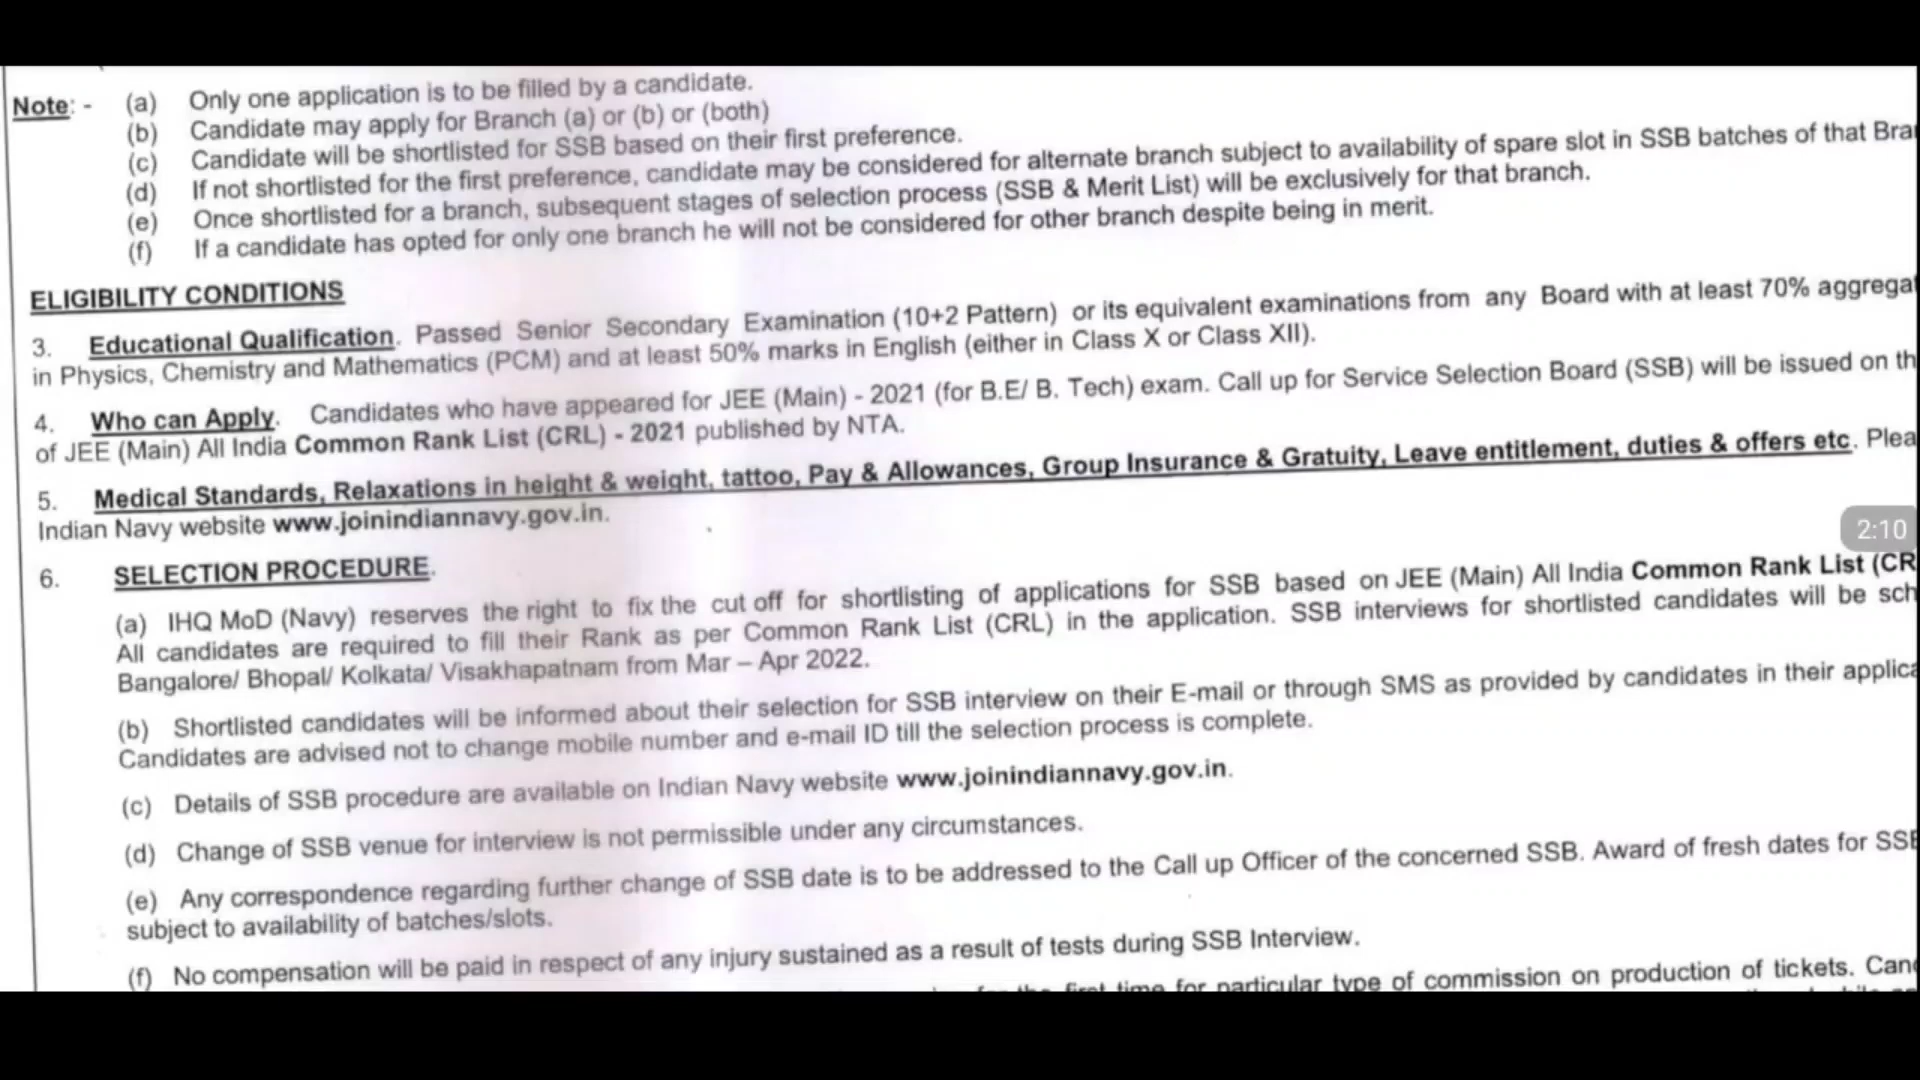 Note: - (a) Only one application is to be filled by a candidate.
(b) Candidate may apply for Branch (a) or (b) or (both)
(c) Candidate will be shortlisted for SSB based on their first preference.
(d) If not shortlisted for the first preference, candidate may be considered for alternate branch subject to availability of spare slot in SSB batches of that Bra
(e) Once shortlisted for a branch, subsequent stages of selection process (SSB & Merit List) will be exclusively for that branch.
(f) If a candidate has opted for only one branch he will not be considered for other branch despite being in merit.
ELIGIBILITY CONDITIONS
3. Educational Qualification. Passed Senior Secondary Examination (10+2 Pattern) or its equivalent examinations from any Board with at least 70% aggregat
in Physics, Chemistry and Mathematics (PCM) and at least 50% marks in English (either in Class X or Class XII).
4. Who can Apply. Candidates who have appeared for JEE (Main) - 2021 (for B.E/ B. Tech) exam. Call up for Service Selection Board (SSB) will be issued on th
of JEE (Main) All India Common Rank List (CRL) - 2021 published by NTA.
5. Medical Standards, Relaxations in height & weight, tattoo, Pay & Allowances, Group Insurance & Gratuity, Leave entitlement, duties & offers etc. Plea
Indian Navy website www.joinindiannavy.gov.in.
2:10
6. SELECTION PROCEDURE.
(a) IHQ MoD (Navy) reserves the right to fix the cut off for shortlisting of applications for SSB based on JEE (Main) All India Common Rank List (CR
All candidates are required to fill their Rank as per Common Rank List (CRL) in the application. SSB interviews for shortlisted candidates will be sch
Bangalore/ Bhopal/ Kolkata/ Visakhapatnam from Mar – Apr 2022.
(b) Shortlisted candidates will be informed about their selection for SSB interview on their E-mail or through SMS as provided by candidates in their applica
Candidates are advised not to change mobile number and e-mail ID till the selection process is complete.
(c) Details of SSB procedure are available on Indian Navy website www.joinindiannavy.gov.in.
(d) Change of SSB venue for interview is not permissible under any circumstances.
(e) Any correspondence regarding further change of SSB date is to be addressed to the Call up Officer of the concerned SSB. Award of fresh dates for SSB
subject to availability of batches/slots.
(f) No compensation will be paid in respect of any injury sustained as a result of tests during SSB Interview.
first time for particular type of commission on production of tickets. Cand